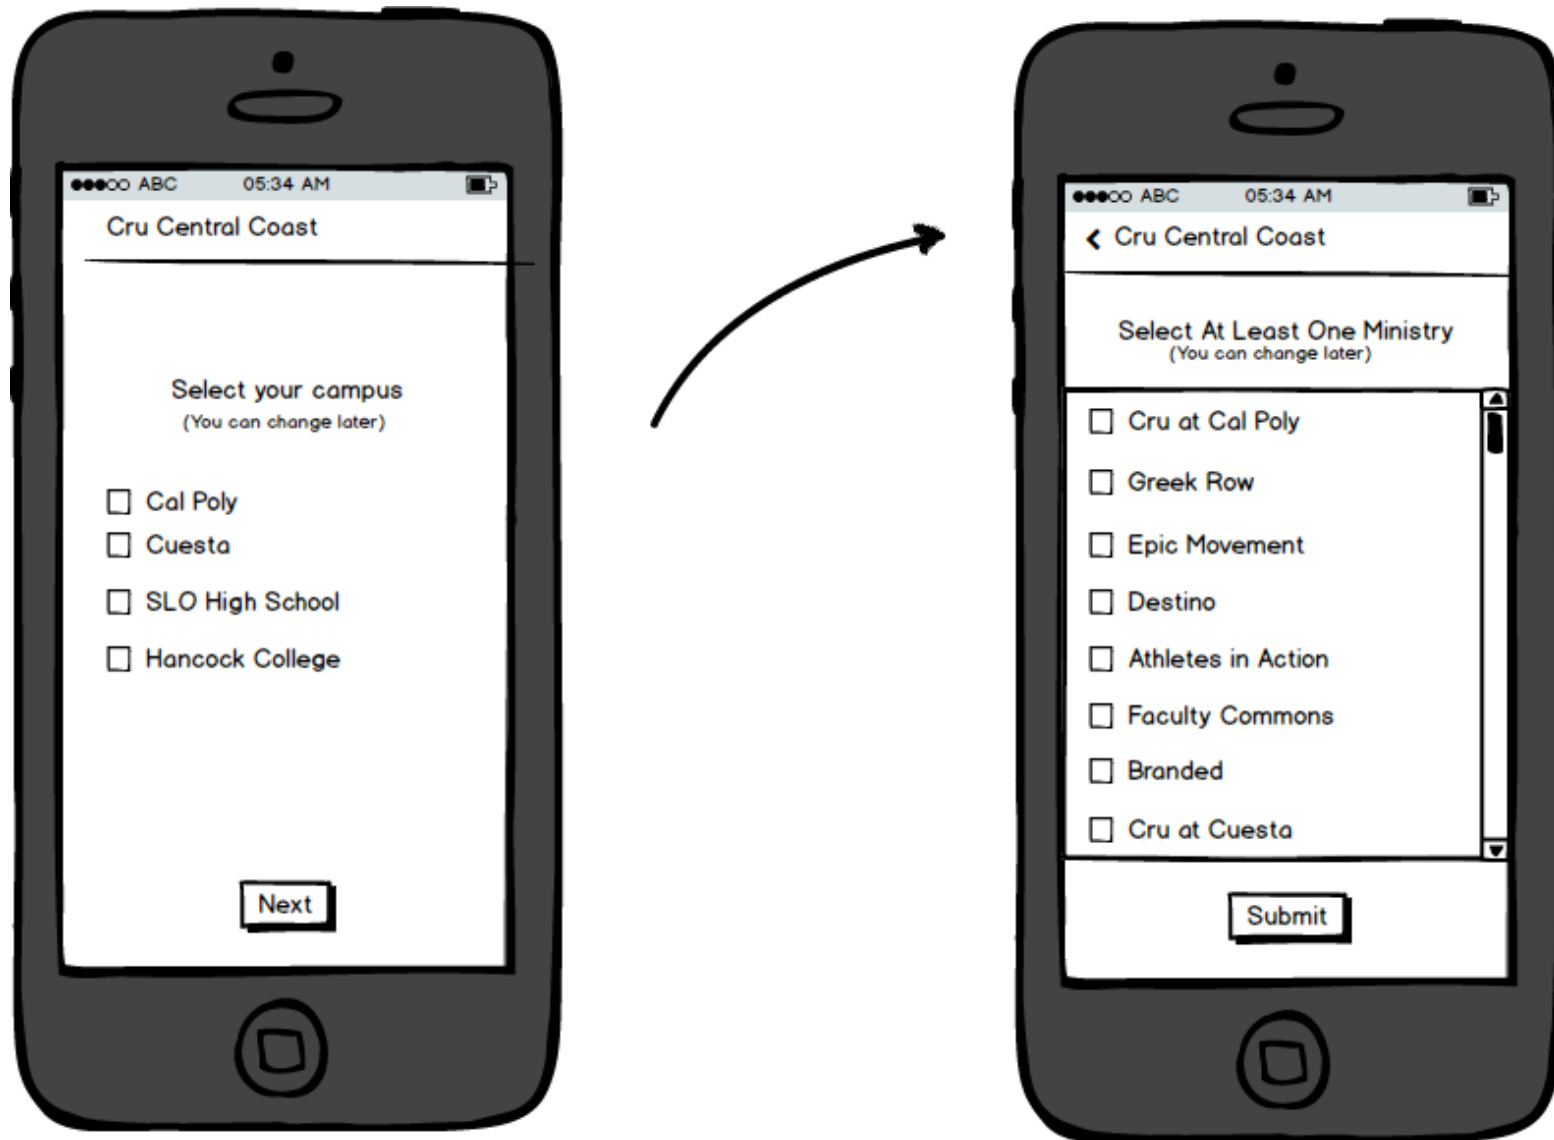 ABC 05:34 AM
Cru Central Coast
Select your campus
(You can change later)
Cal Poly
Cuesta
SLO High School
Hancock College
Next
ABC 05:34 AM
Cru Central Coast
Select At Least One Ministry
(You can change later)
Cru at Cal Poly
Greek Row
Epic Movement
Destino
Athletes in Action
Faculty Commons
Branded
Cru at Cuesta
Submit